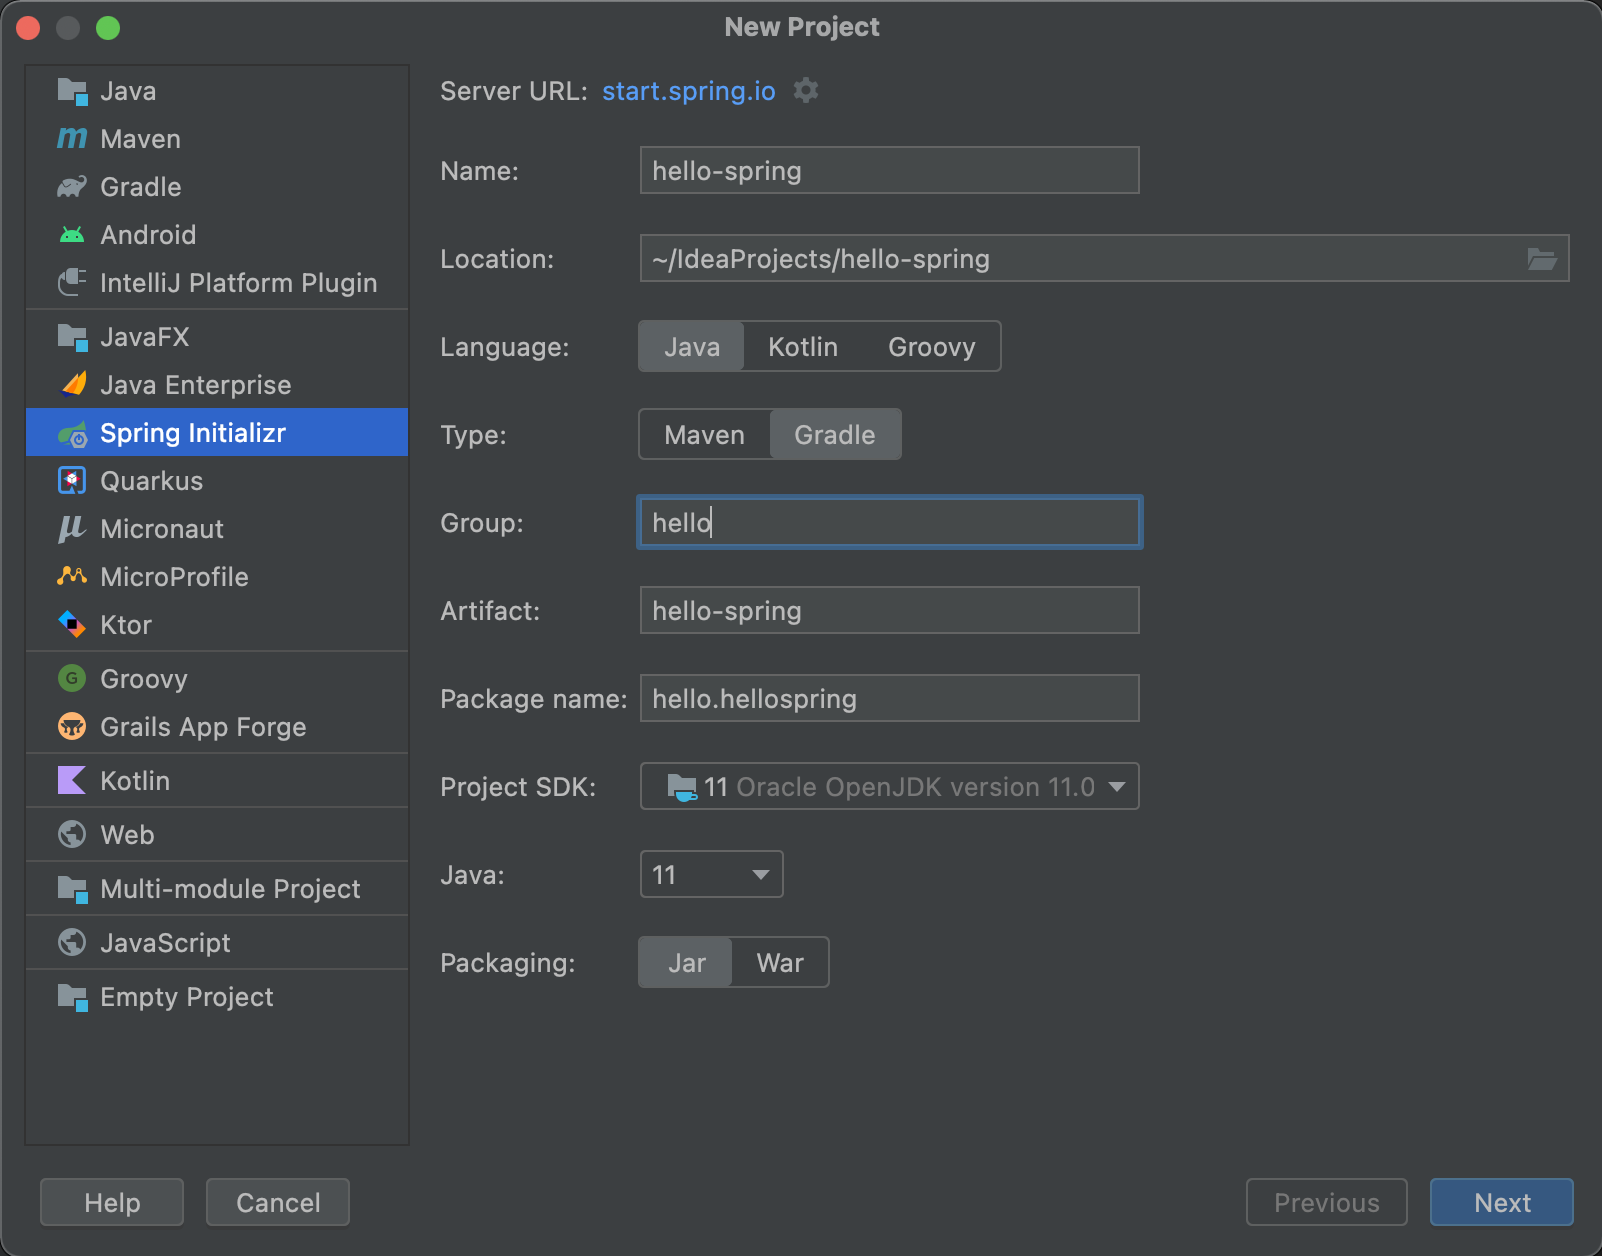 New Project
Java
Maven
Gradle
Android
IntelliJ Platform Plugin
JavaFX
Java Enterprise
Spring Initializr
Quarkus
Micronaut
MicroProfile
Ktor
Groovy
Grails App Forge
Kotlin
Web
Multi-module Project
JavaScript
Empty Project
Server URL: start.spring.io
Name: hello-spring
Location: ~/IdeaProjects/hello-spring
Language: Java Kotlin Groovy
Type: Maven Gradle
Group: hello
Artifact: hello-spring
Package name: hello.hellospring
Project SDK: 11 Oracle OpenJDK version 11.0
Java: 11
Packaging: Jar War
Help Cancel Previous Next